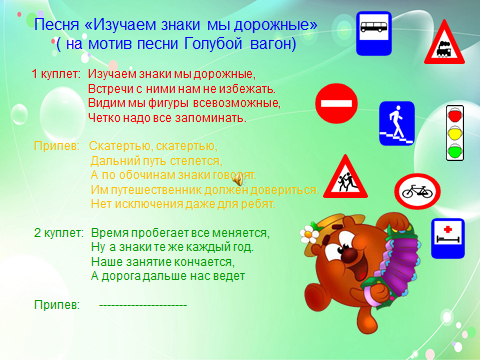 Песня «Изучаем знаки мы дорожные»
( на мотив песни Голубой вагон)
1 куплет: Изучаем знаки мы дорожные,
Встречи с ними нам не избежать.
Видим мы фигуры всевозможные,
Четко надо все запоминать.
Припев: Скатертью, скатертью,
Дальний путь стелется,
А по обочинам знаки говорят.
Им путешественник должен довериться
Нет исключения даже для ребят.
2 куплет: Время пробегает все меняется,
Ну а знаки те же каждый год.
Наше занятие кончается,
А дорога дальше нас ведет
Припев: ----------------------